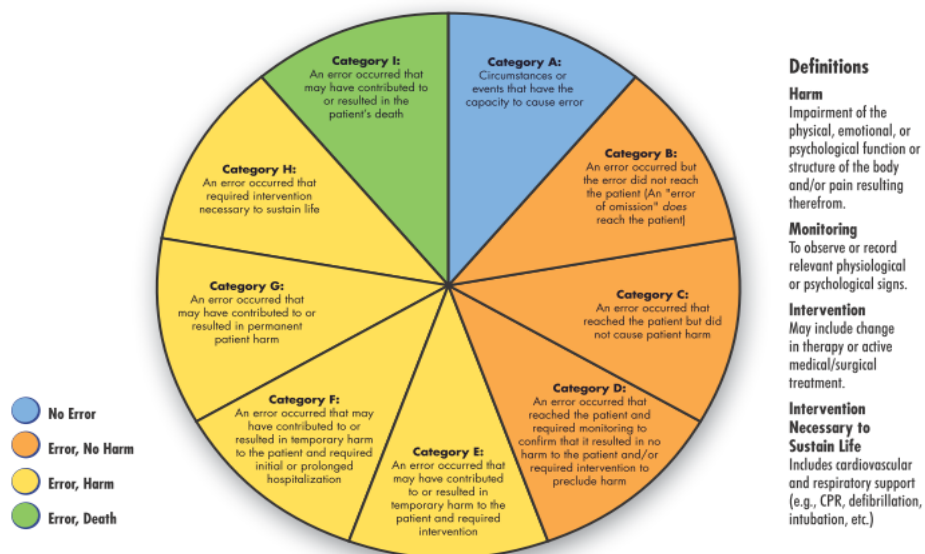 Category A:
Circumstances or
events that have the
capacity to cause error
Category B:
An error occurred but
the error did not reach
the patient (An "error
of omission" does
reach the patient)
Category C:
An error occurred that
reached the patient but did
not cause patient harm
Category D:
An error occurred that
reached the patient and
required monitoring to
confirm that it resulted in no
harm to the patient and/or
required intervention to
preclude harm
Category E:
An error occurred that
may have contributed
to or resulted in
temporary harm to the
patient and required
intervention
Category F:
An error occurred that may
have contributed to or
resulted in temporary harm
to the patient and required
initial or prolonged
hospitalization
Category G:
An error occurred that
may have contributed to or
resulted in permanent
patient harm
Category H:
An error occurred that
required intervention
necessary to sustain life
Category I:
An error occurred that
may have contributed to
or resulted in the
patient's death
No Error
Error, No Harm
Error, Harm
Error, Death
Definitions
Harm
Impairment of the
physical, emotional, or
psychological function or
structure of the body
and/or pain resulting
therefrom.
Monitoring
To observe or record
relevant physiological
or psychological signs.
Intervention
May include change
in therapy or active
medical/surgical
treatment.
Intervention
Necessary to
Sustain Life
Includes cardiovascular
and respiratory support
(e.g., CPR, defibrillation,
intubation, etc.)